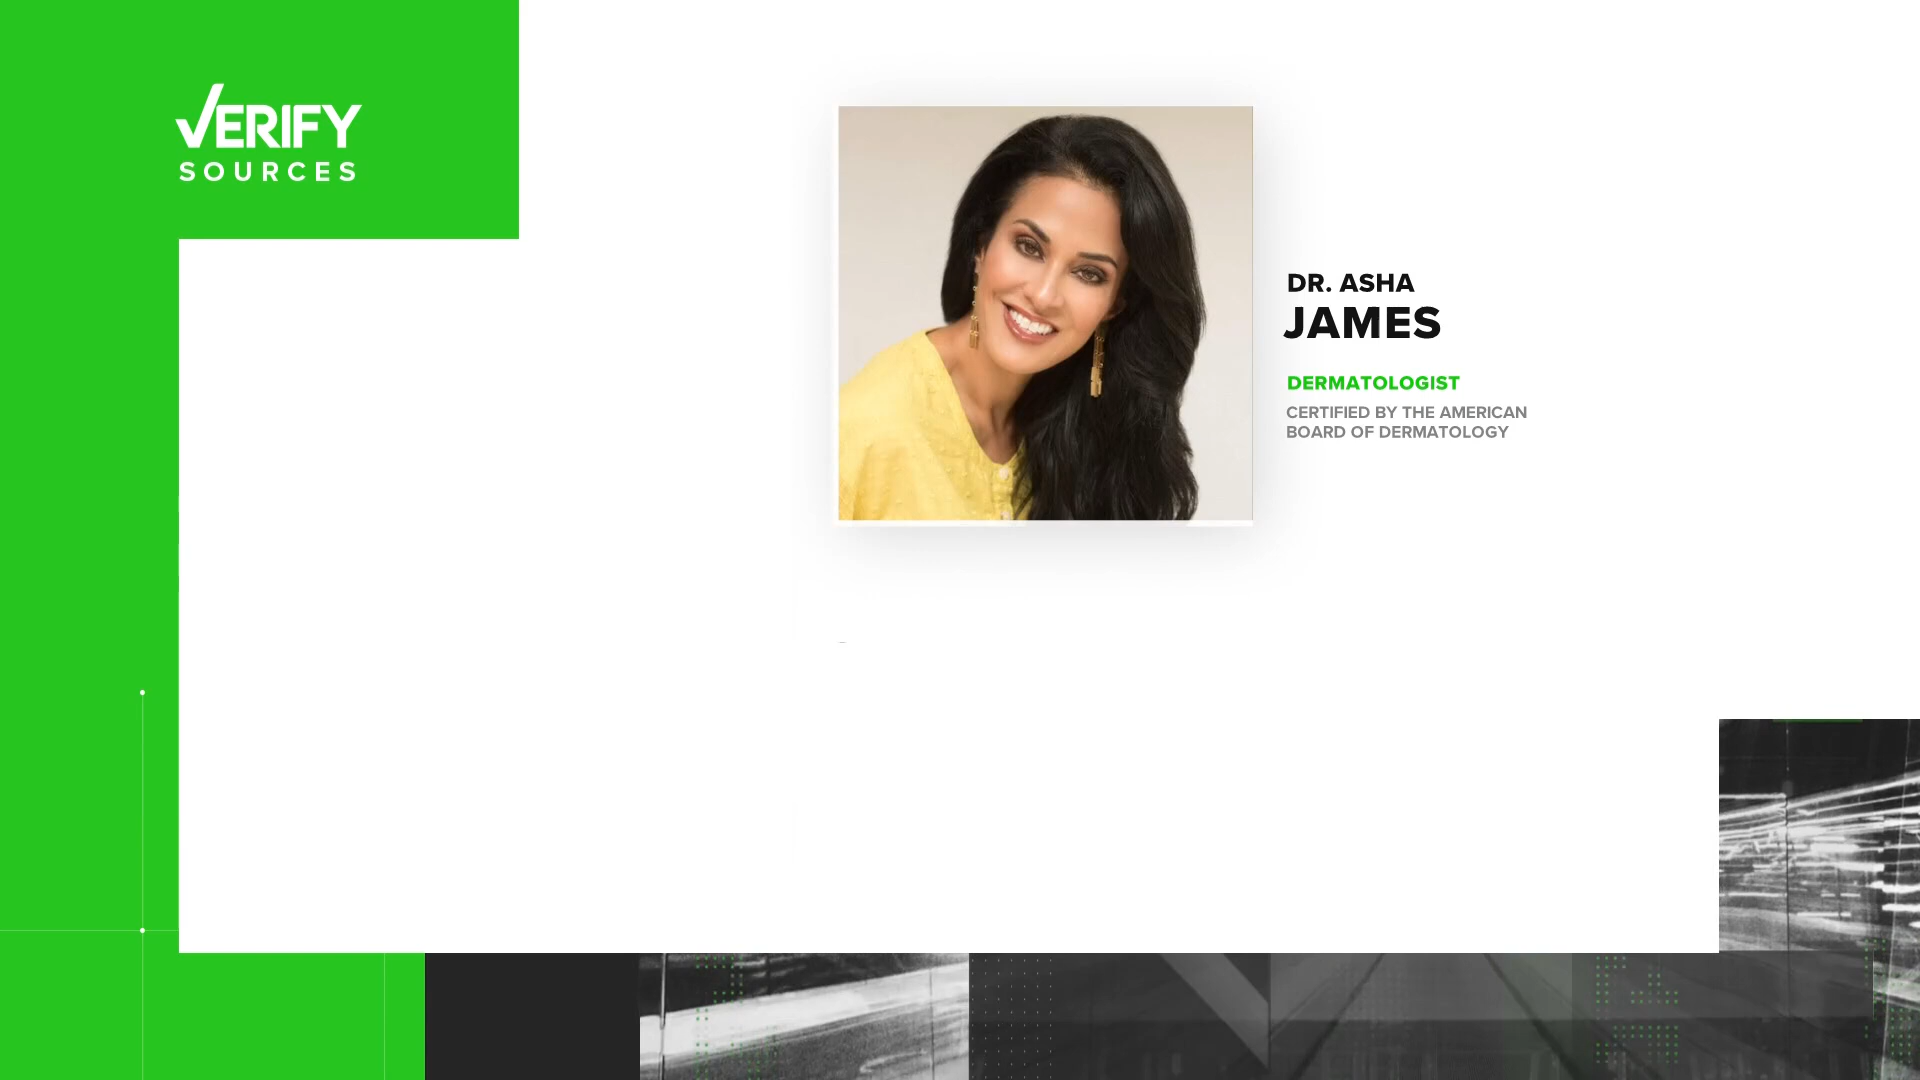 VERIFY
SOURCES
DR. ASHA
JAMES
DERMATOLOGIST
CERTIFIED BY THE AMERICAN
BOARD OF DERMATOLOGY